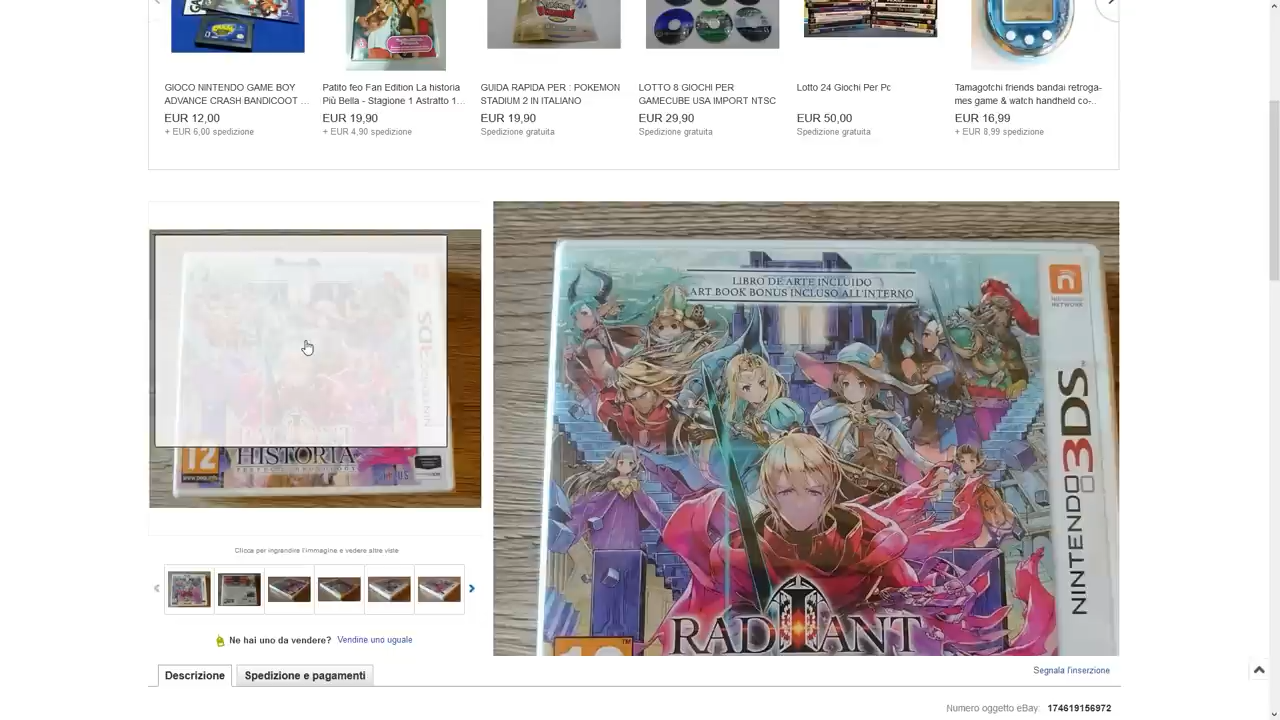 GIOCO NINTENDO GAME BOY
ADVANCE CRASH BANDICOOT ...
EUR 12,00
+ EUR 6,00 spedizione
Patito feo Fan Edition La historia
Più Bella - Stagione 1 Astratto 1...
EUR 19,90
+ EUR 4,90 spedizione
GUIDA RAPIDA PER : POKEMON
STADIUM 2 IN ITALIANO
EUR 19,90
Spedizione gratuita
LOTTO 8 GIOCHI PER
GAMECUBE USA IMPORT NTSC
EUR 29,90
Spedizione gratuita
Lotto 24 Giochi Per Pc
EUR 50,00
Spedizione gratuita
Tamagotchi friends bandai retroga-
mes game & watch handheld co-..
EUR 16,99
+ EUR 8,99 spedizione
12
HISTORIA
LIBRO DE ARTE INCLUIDO
ART BOOK BONUS INCLUSO ALL'INTERNO
NINTENDO 3DS
RADIANT
Clicca per ingrandire l'immagine e vedere altre viste
Ne hai uno da vendere? Vendine uno uguale
Descrizione
Spedizione e pagamenti
Segnala l'inserzione
Numero oggetto eBay: 174619156972